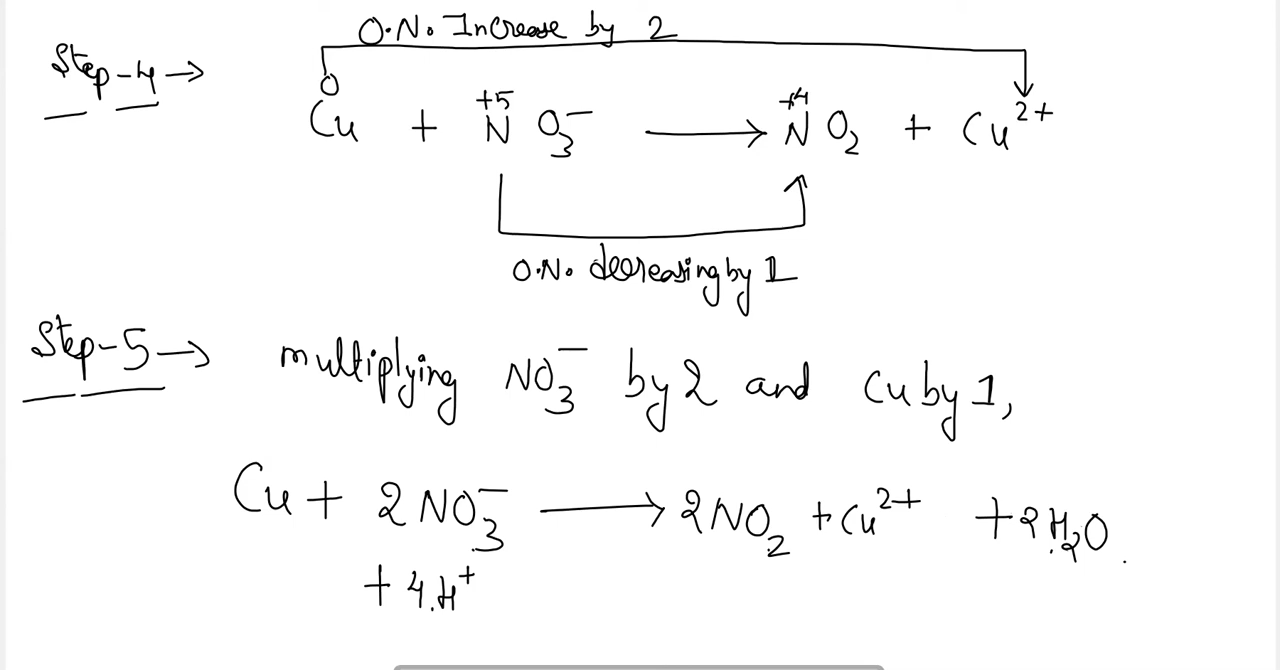 O.N. Increase by 2
Step-4 →
0 +5 +4
Cu + NO₃⁻ ⟶ NO₂ + Cu²⁺
O.N. decreasing by 1
Step-5 → multiplying NO₃⁻ by 2 and Cu by 1,
Cu + 2NO₃⁻ ⟶ 2NO₂ + Cu²⁺ + 2H₂O.
+ 4H⁺